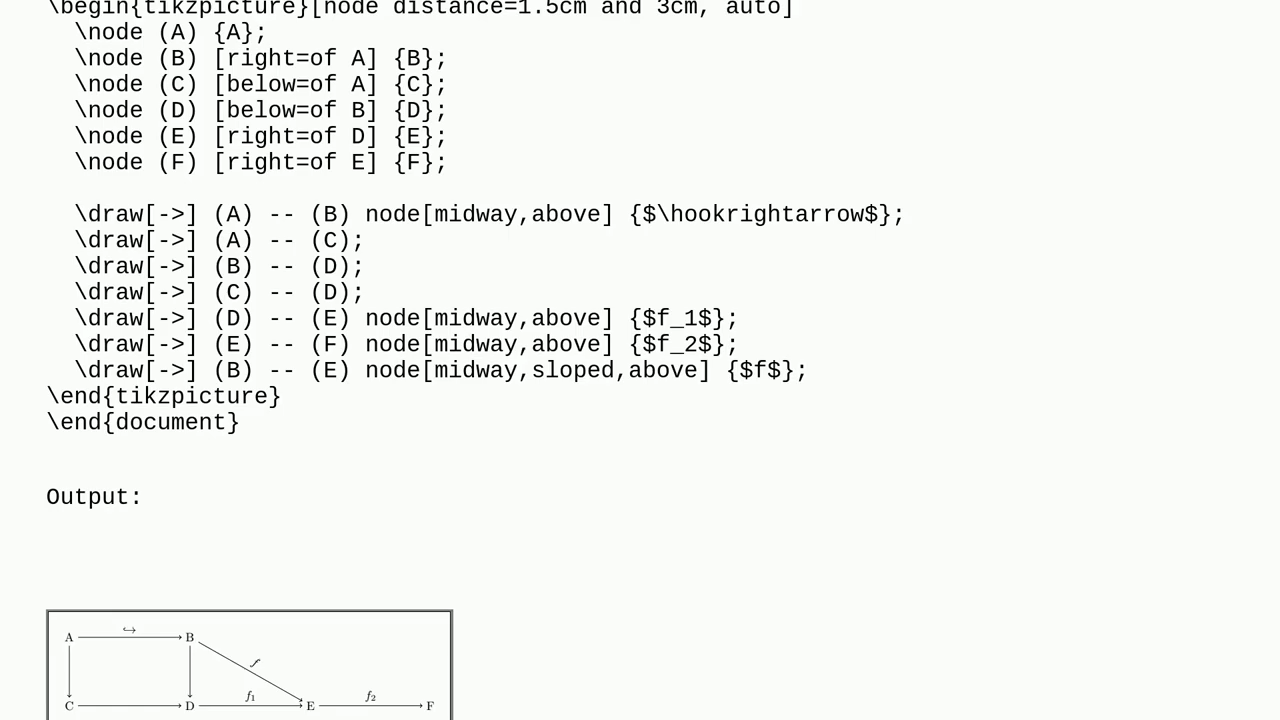 \begin{tikzpicture}[node distance=1.5cm and 3cm, auto]
  \node (A) {A};
  \node (B) [right=of A] {B};
  \node (C) [below=of A] {C};
  \node (D) [below=of B] {D};
  \node (E) [right=of D] {E};
  \node (F) [right=of E] {F};

  \draw[->] (A) -- (B) node[midway,above] {$\hookrightarrow$};
  \draw[->] (A) -- (C);
  \draw[->] (B) -- (D);
  \draw[->] (C) -- (D);
  \draw[->] (D) -- (E) node[midway,above] {$f_1$};
  \draw[->] (E) -- (F) node[midway,above] {$f_2$};
  \draw[->] (B) -- (E) node[midway,sloped,above] {$f$};
\end{tikzpicture}
\end{document}

Output:

↪
A B
f
f₁ f₂
C D E F